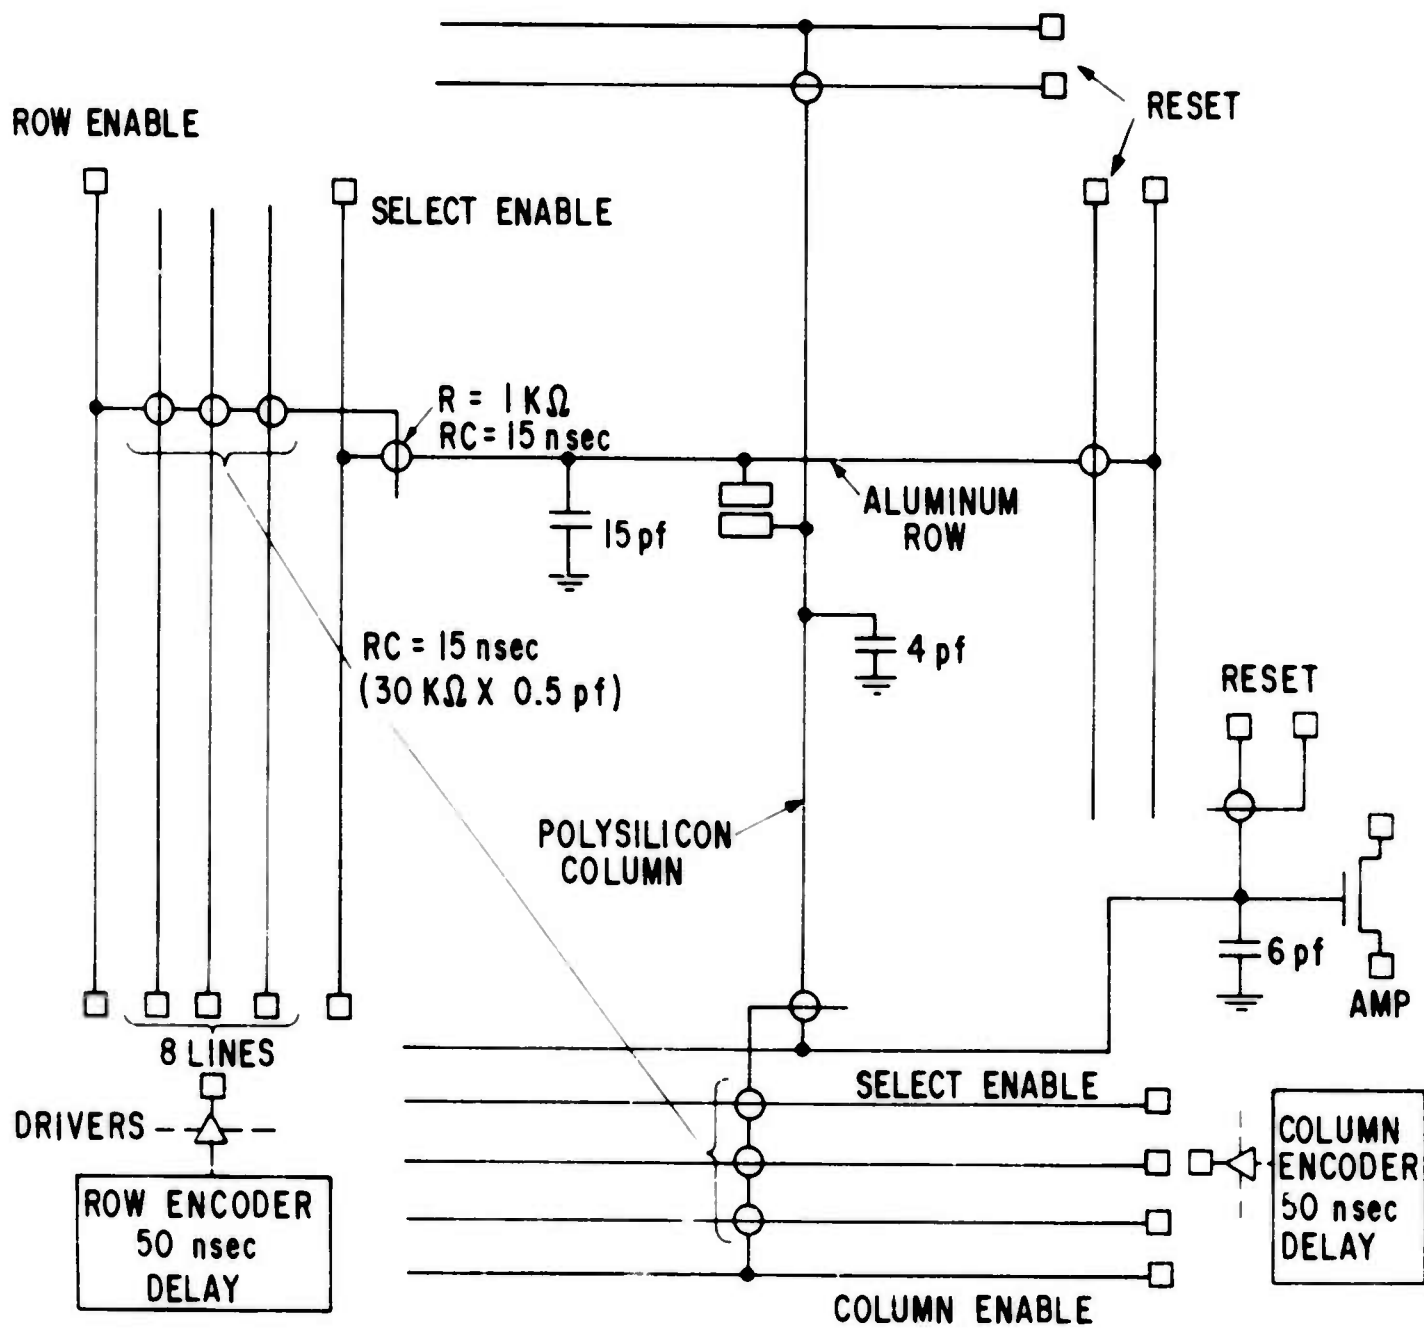 RESET
ROW ENABLE
SELECT ENABLE
R = 1 KΩ
RC = 15 nsec
ALUMINUM
ROW
15 pf
RC = 15 nsec
(30 KΩ X 0.5 pf)
4 pf
RESET
POLYSILICON
COLUMN
6 pf
AMP
8 LINES
SELECT ENABLE
DRIVERS
COLUMN
ENCODER
50 nsec
DELAY
ROW ENCODER
50 nsec
DELAY
COLUMN ENABLE